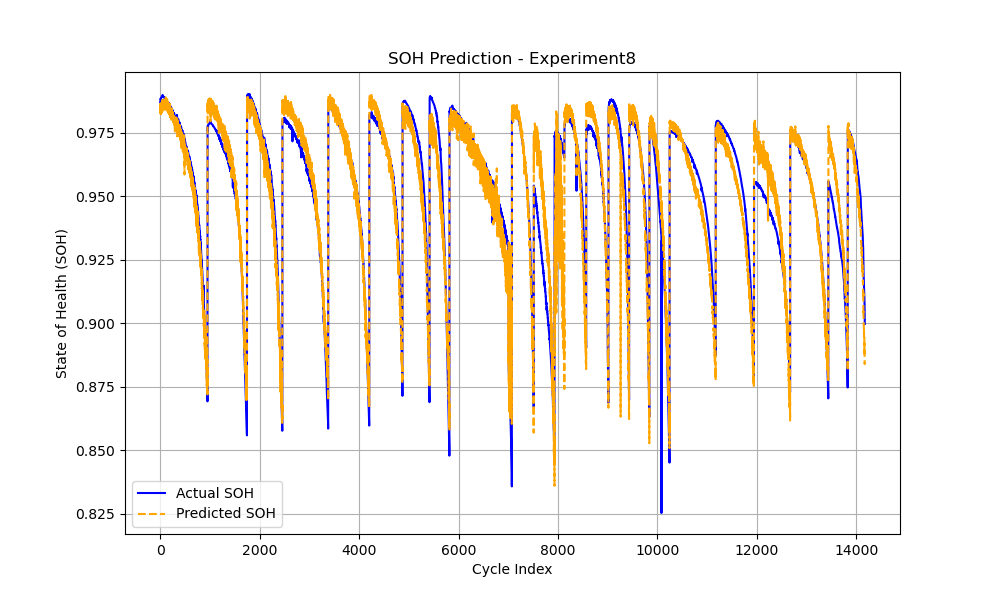 SOH Prediction - Experiment8
State of Health (SOH)
0.975
0.950
0.925
0.900
0.875
0.850
0.825
Actual SOH
Predicted SOH
0 2000 4000 6000 8000 10000 12000 14000
Cycle Index